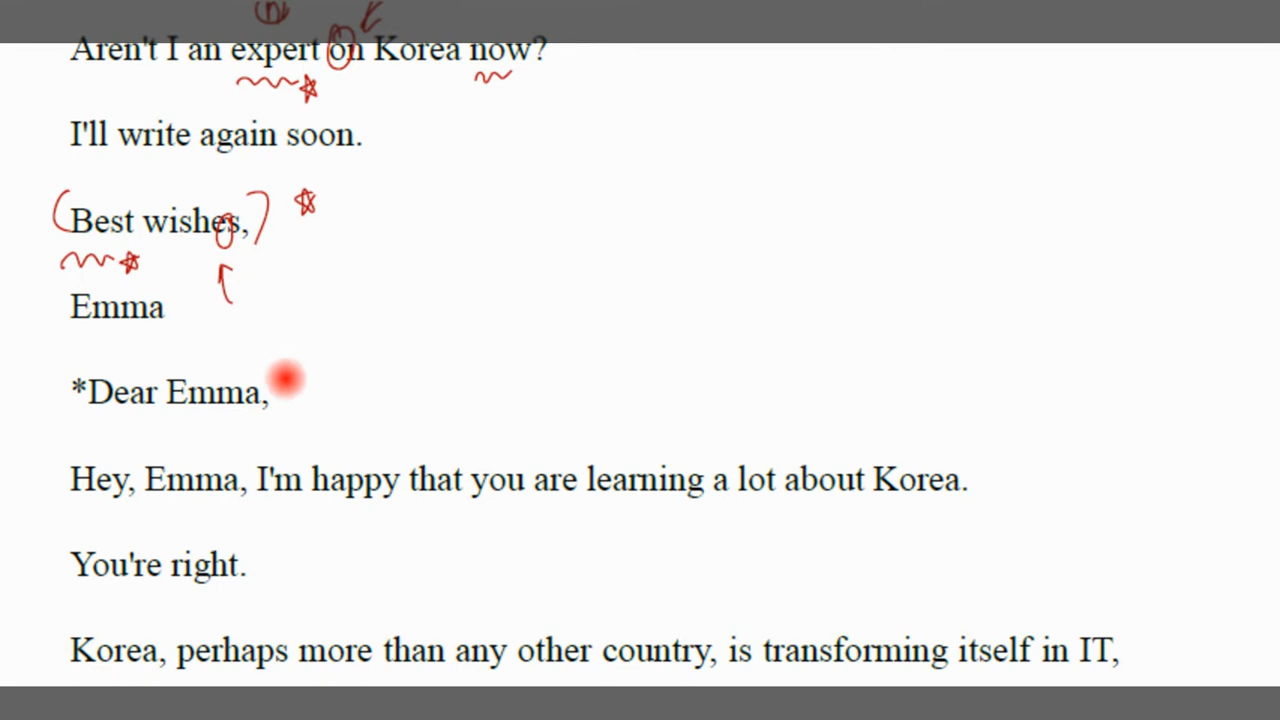 Aren't I an expert on Korea now?
I'll write again soon.
(Best wishes,)
Emma
*Dear Emma,
Hey, Emma, I'm happy that you are learning a lot about Korea.
You're right.
Korea, perhaps more than any other country, is transforming itself in IT,